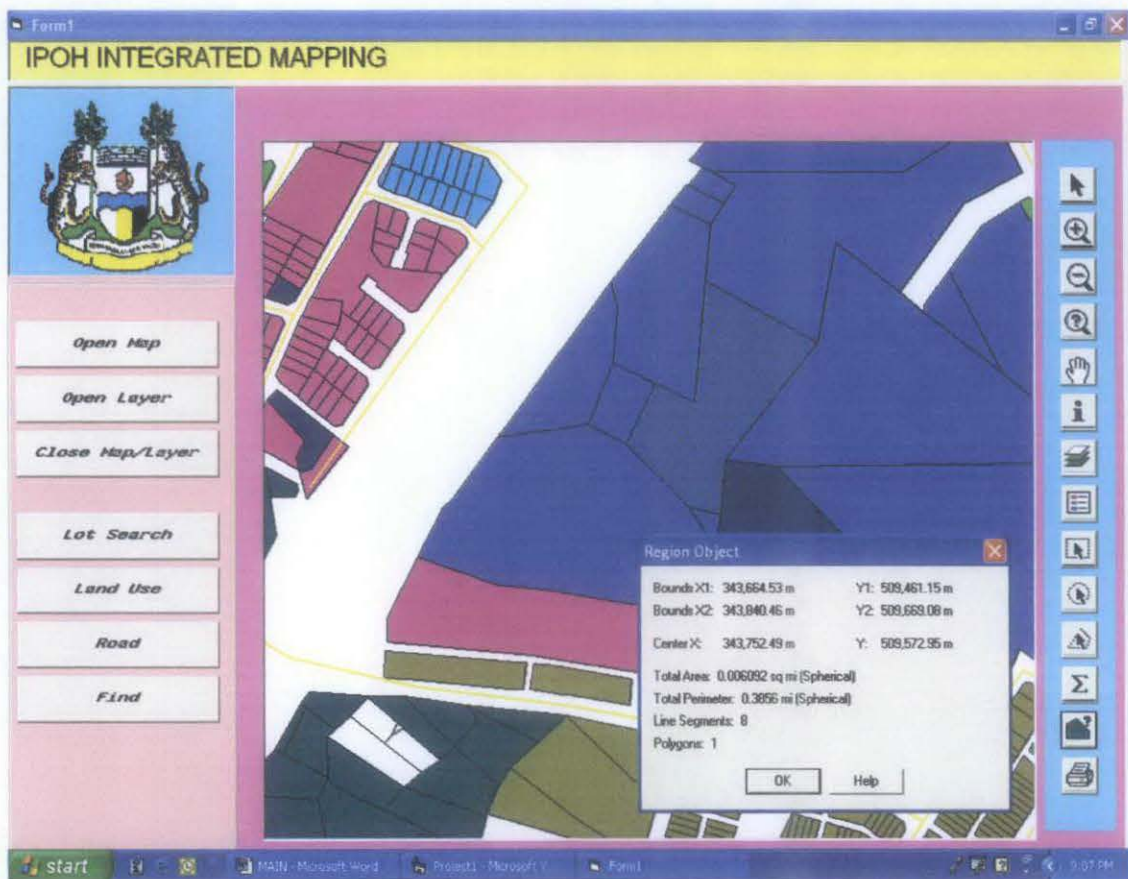 Form1
IPOH INTEGRATED MAPPING
Open Map
Open Layer
Close Map/Layer
Lot Search
Land Use
Road
Find
Region Object
Bounds X1: 343,664.53 m Y1: 509,461.15 m
Bounds X2: 343,840.46 m Y2: 509,669.08 m
Center X: 343,752.49 m Y: 509,572.95 m
Total Area: 0.006092 sq mi (Spherical)
Total Perimeter: 0.3856 mi (Spherical)
Line Segments: 8
Polygons: 1
OK Help
start MAIN - Microsoft Word Project1 - Microsoft V... Form1 9:07 PM